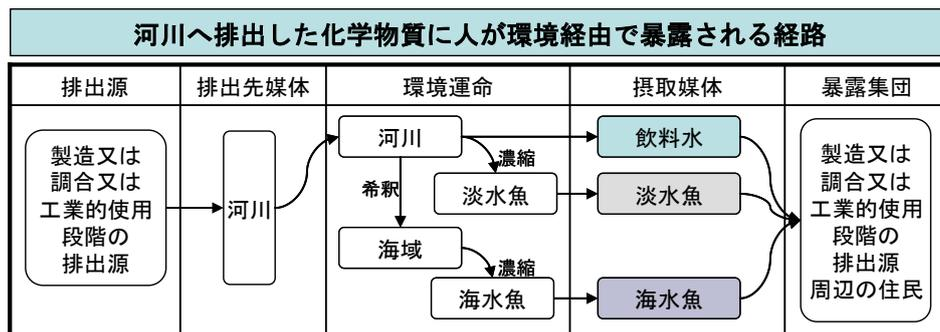 河川へ排出した化学物質に人が環境経由で暴露される経路
排出源
排出先媒体
環境運命
摂取媒体
暴露集団
製造又は
調合又は
工業的使用
段階の
排出源
河川
河川
濃縮
淡水魚
希釈
海域
濃縮
海水魚
飲料水
淡水魚
海水魚
製造又は
調合又は
工業的使用
段階の
排出源
周辺の住民